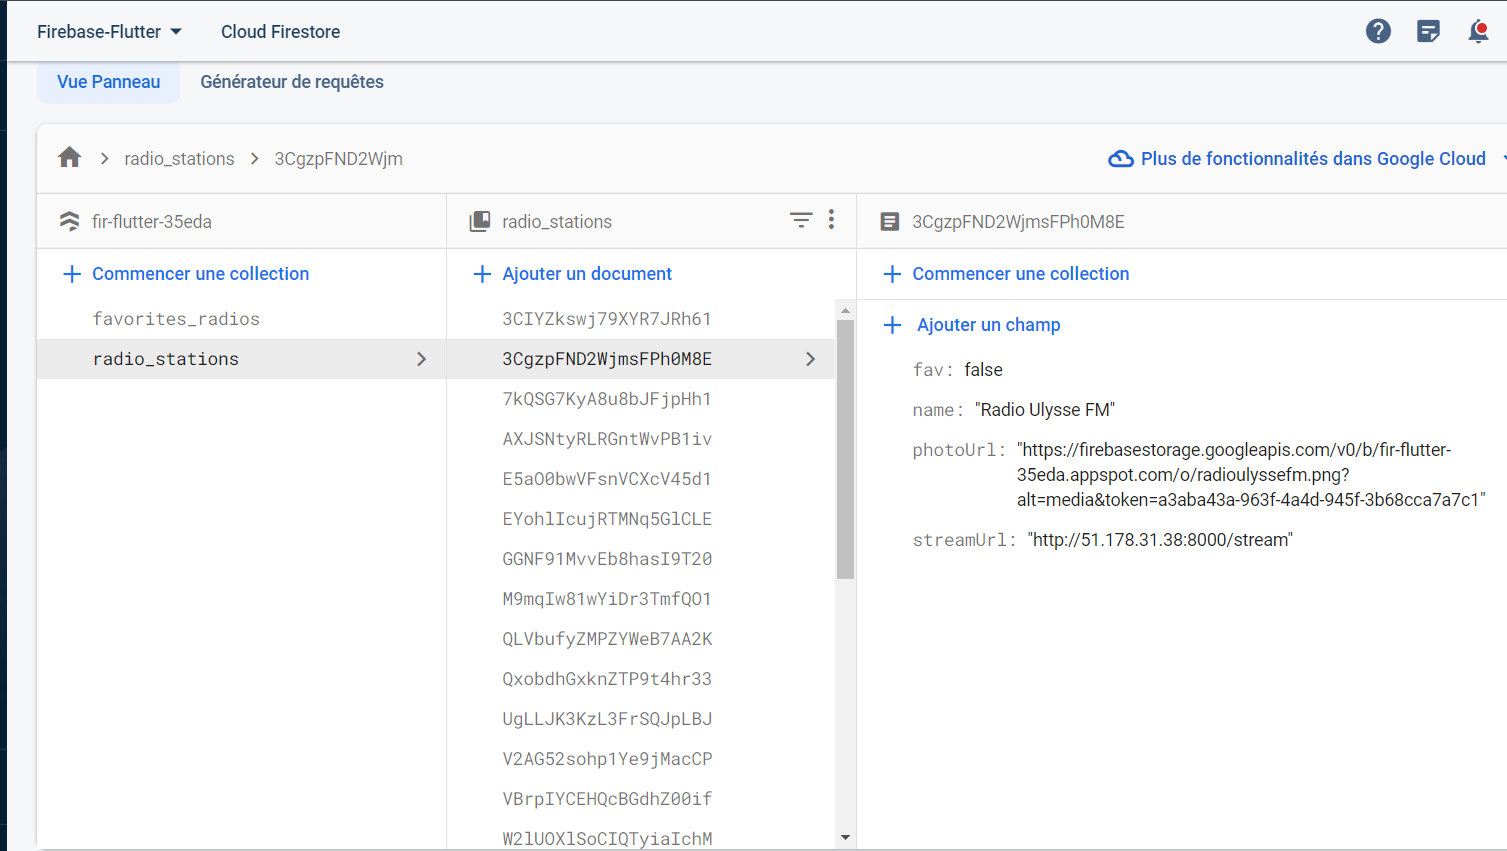 Firebase-Flutter
Cloud Firestore
Vue Panneau
Générateur de requêtes
radio_stations
3CgzpFND2Wjm
Plus de fonctionnalités dans Google Cloud
fir-flutter-35eda
radio_stations
3CgzpFND2WjmsFPh0M8E
Commencer une collection
Ajouter un document
Commencer une collection
favorites_radios
radio_stations
3CIYZkswj79XYR7JRh61
3CgzpFND2WjmsFPh0M8E
7kQSG7KyA8u8bJFjpHh1
AXJSNtyRLRGntWvPB1iv
E5aO0bwVFsnVCXcV45d1
EYohlIcujRTMNq5GlCLE
GGNF91MvvEb8hasI9T20
M9mqIw81wYiDr3TmfQO1
QLVbufyZMPZYWeB7AA2K
QxobdhGxknZTP9t4hr33
UgLLJK3KzL3FrSQJpLBJ
V2AG52sohp1Ye9jMacCP
VBrpIYCEHQcBGdhZ00if
W2lUOXlSoCIQTyiaIchM
Ajouter un champ
fav: false
name: "Radio Ulysse FM"
photoUrl: "https://firebasestorage.googleapis.com/v0/b/fir-flutter-
35eda.appspot.com/o/radioulyssefm.png?
alt=media&token=a3aba43a-963f-4a4d-945f-3b68cca7a7c1"
streamUrl: "http://51.178.31.38:8000/stream"